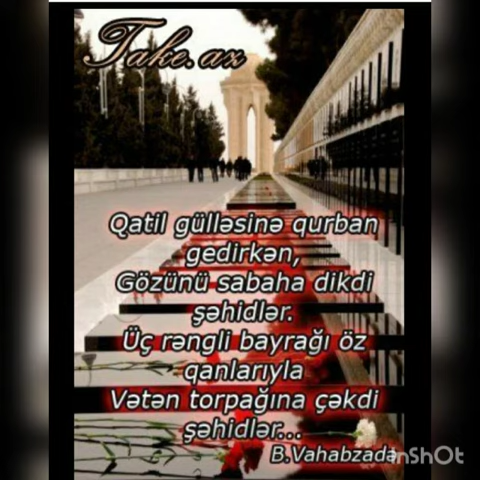 Take.az
Qatil gülləsinə qurban
gedirkən,
Gözünü sabaha dikdi
şəhidlər.
Üç rəngli bayrağı öz
qanlarıyla
Vətən torpağına çəkdi
şəhidlər...
B.Vahabzadə
InShOt